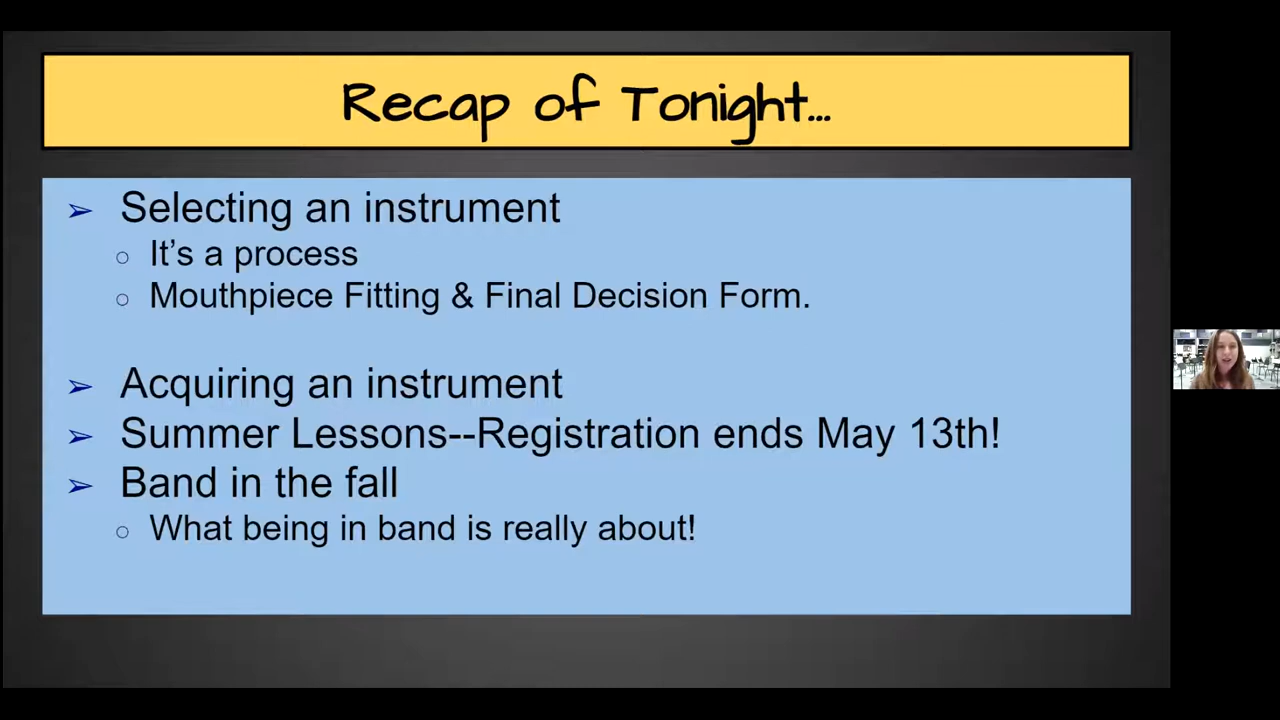 Recap of Tonight...
➢ Selecting an instrument
○ It's a process
○ Mouthpiece Fitting & Final Decision Form.
➢ Acquiring an instrument
➢ Summer Lessons--Registration ends May 13th!
➢ Band in the fall
○ What being in band is really about!